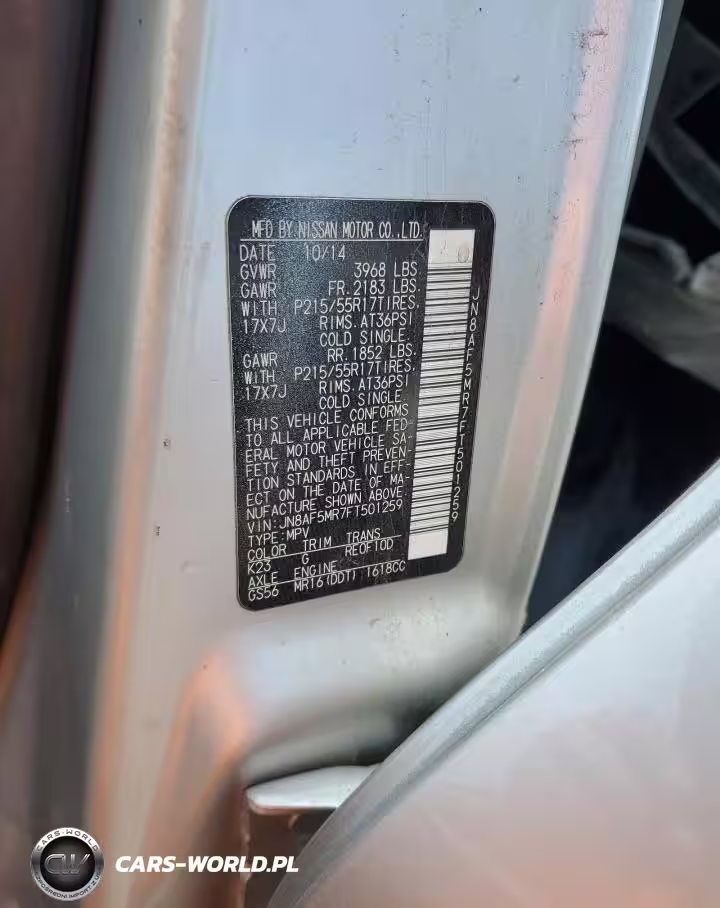 MFD BY NISSAN MOTOR CO.,LTD.
DATE 10/14
GVWR 3968 LBS
GAWR FR. 2183 LBS.
WITH P215/55R17TIRES.
17X7J RIMS. AT36PSI
COLD SINGLE.
GAWR RR. 1852 LBS.
WITH P215/55R17TIRES.
17X7J RIMS. AT36PSI
COLD SINGLE.
THIS VEHICLE CONFORMS
TO ALL APPLICABLE FED-
ERAL MOTOR VEHICLE SA-
FETY AND THEFT PREVEN-
TION STANDARDS IN EFF-
ECT ON THE DATE OF MA-
NUFACTURE SHOWN ABOVE.
VIN: JN8AF5MR7FT501259
TYPE: MPV
COLOR TRIM TRANS
K23 G RE0F10D
AXLE ENGINE
GS56 MR16(DDT) 1618CC
JN8AF5MR7FT501259
CARS-WORLD
CW
CARS-WORLD.PL